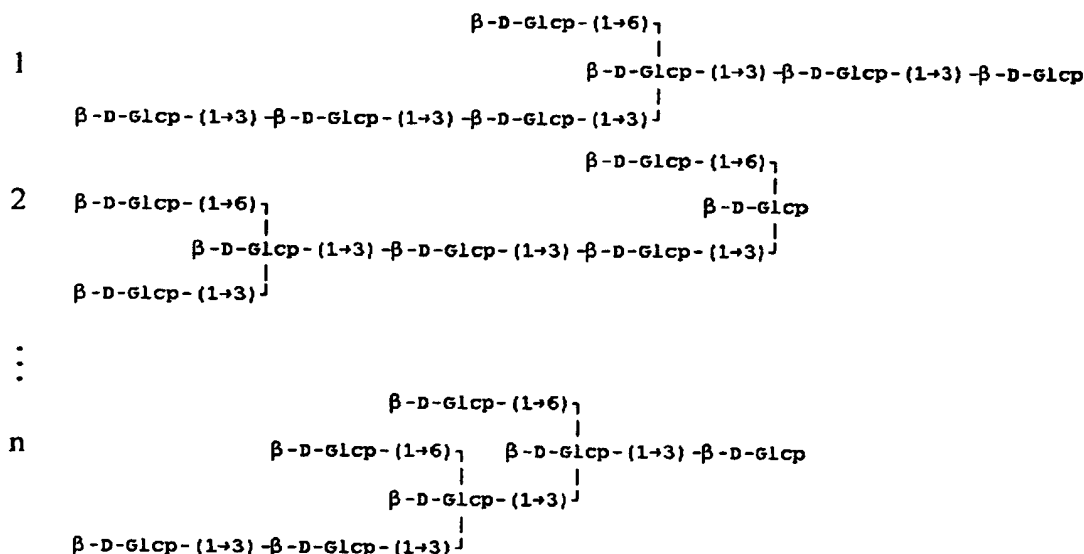 β-D-Glcp-(1→6)
1 β-D-Glcp-(1→3)-β-D-Glcp-(1→3)-β-D-Glcp
β-D-Glcp-(1→3)-β-D-Glcp-(1→3)-β-D-Glcp-(1→3)
β-D-Glcp-(1→6)
2 β-D-Glcp-(1→6) β-D-Glcp
β-D-Glcp-(1→3)-β-D-Glcp-(1→3)-β-D-Glcp-(1→3)
β-D-Glcp-(1→3)
⋮
β-D-Glcp-(1→6)
n β-D-Glcp-(1→6) β-D-Glcp-(1→3)-β-D-Glcp
β-D-Glcp-(1→3)
β-D-Glcp-(1→3)-β-D-Glcp-(1→3)